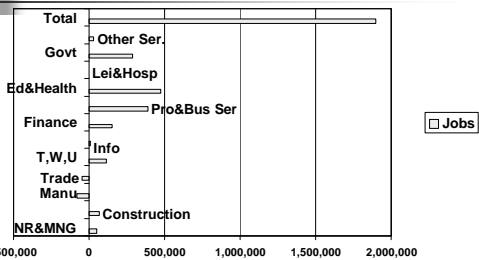 Total
Other Ser.
Govt
Lei&Hosp
Ed&Health
Pro&Bus Ser
Finance
Info
T,W,U
Trade
Manu
Construction
NR&MNG
Jobs
500,000 0 500,000 1,000,000 1,500,000 2,000,000